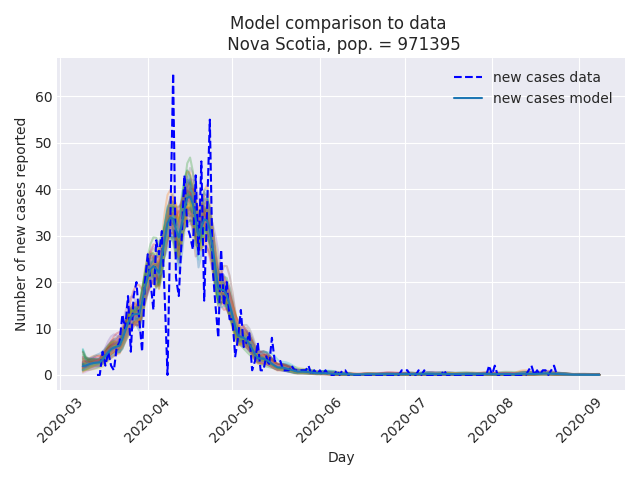 Model comparison to data
Nova Scotia, pop. = 971395
new cases data
new cases model
Number of new cases reported
60
50
40
30
20
10
0
2020-03
2020-04
2020-05
2020-06
2020-07
2020-08
2020-09
Day